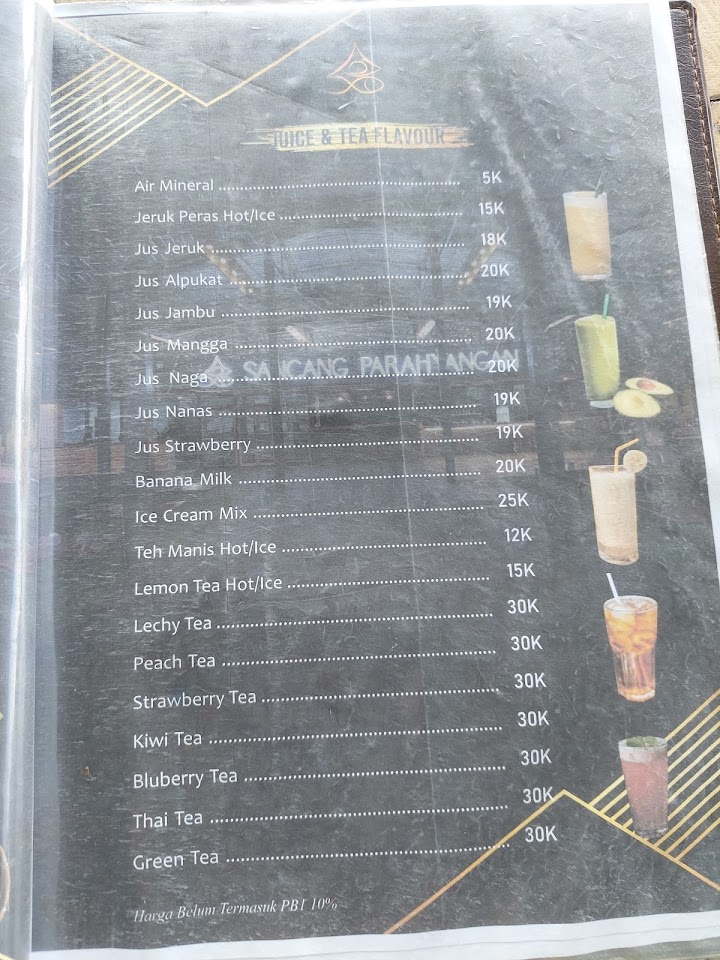 JUICE & TEA FLAVOUR
Air Mineral ........ 5K
Jeruk Peras Hot/Ice ........ 15K
Jus Jeruk ........ 18K
Jus Alpukat ........ 20K
Jus Jambu ........ 19K
Jus Mangga ........ 20K
SANCANG PARAHYANGAN
Jus Naga ........ 20K
Jus Nanas ........ 19K
Jus Strawberry ........ 19K
Banana Milk ........ 20K
Ice Cream Mix ........ 25K
Teh Manis Hot/Ice ........ 12K
Lemon Tea Hot/Ice ........ 15K
Lechy Tea ........ 30K
Peach Tea ........ 30K
Strawberry Tea ........ 30K
Kiwi Tea ........ 30K
Bluberry Tea ........ 30K
Thai Tea ........ 30K
Green Tea ........ 30K
Harga Belum Termasuk PB1 10%